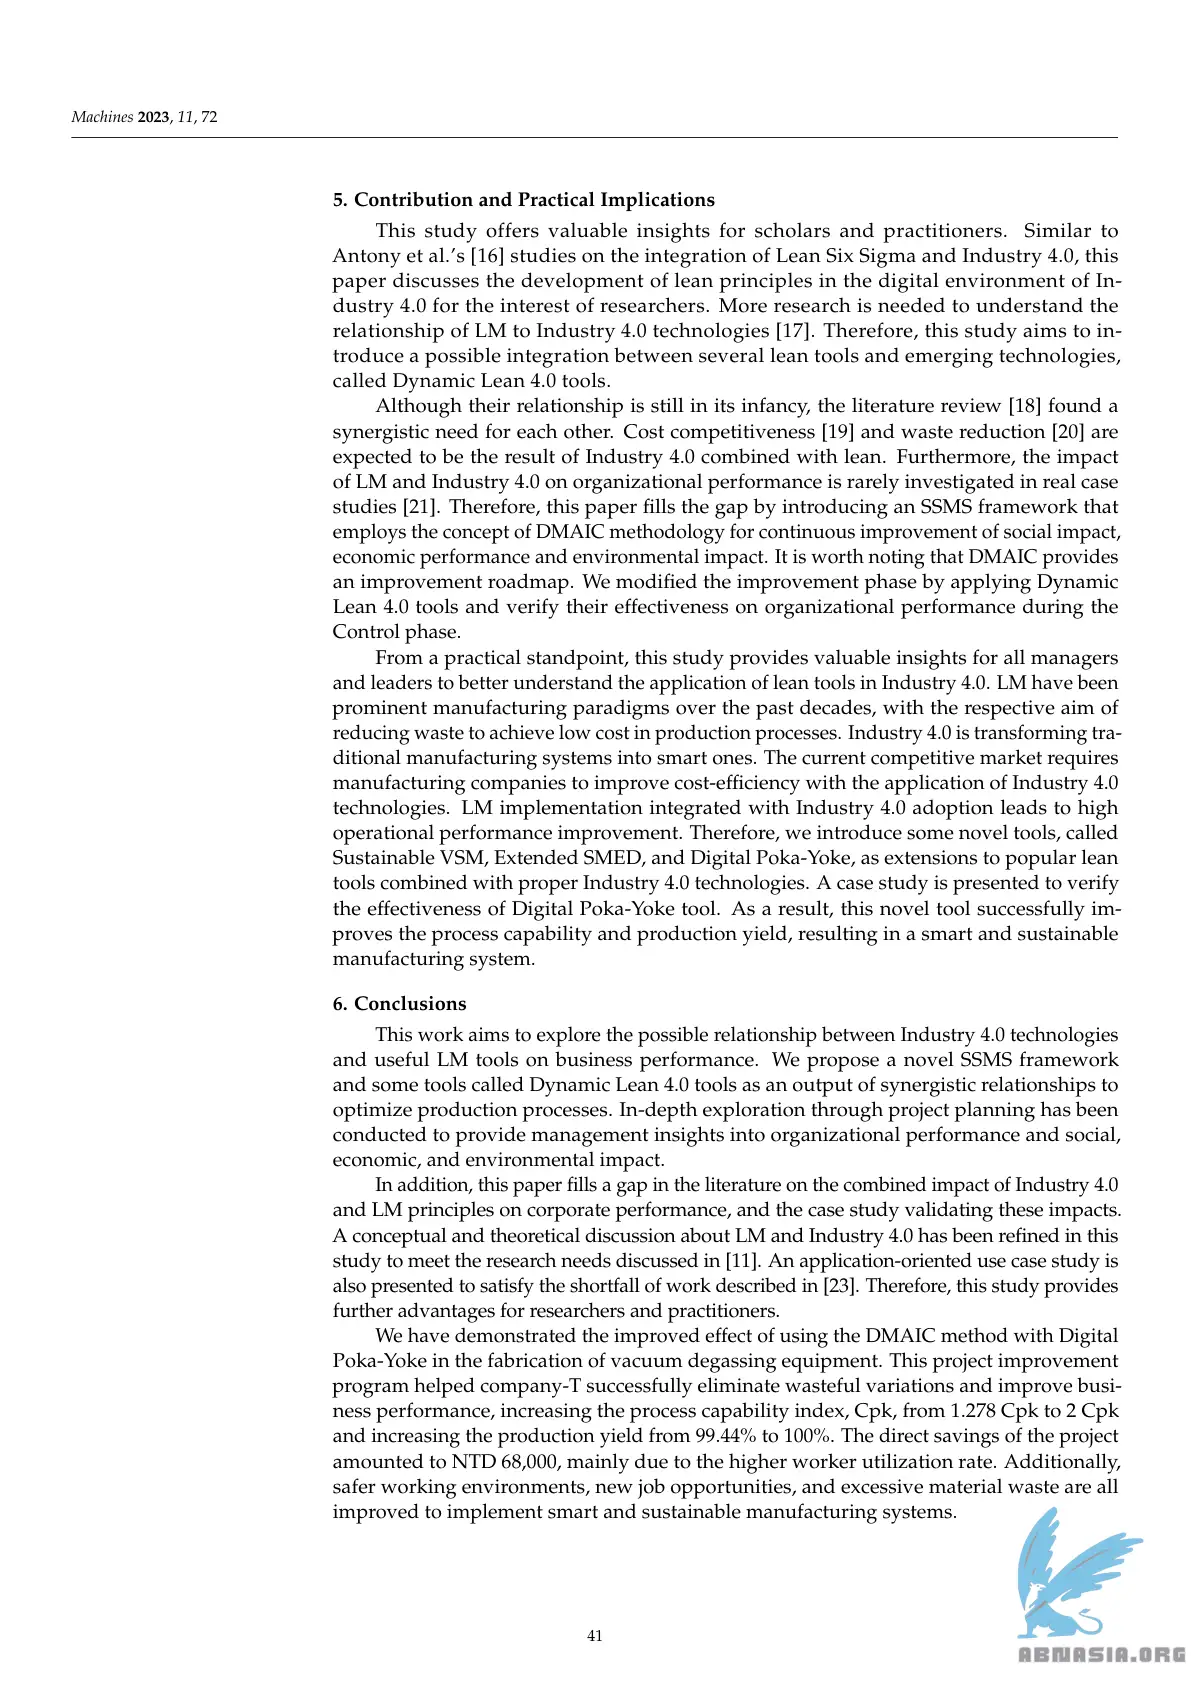 Machines 2023, 11, 72
5. Contribution and Practical Implications
This study offers valuable insights for scholars and practitioners. Similar to
Antony et al.’s [16] studies on the integration of Lean Six Sigma and Industry 4.0, this
paper discusses the development of lean principles in the digital environment of In-
dustry 4.0 for the interest of researchers. More research is needed to understand the
relationship of LM to Industry 4.0 technologies [17]. Therefore, this study aims to in-
troduce a possible integration between several lean tools and emerging technologies,
called Dynamic Lean 4.0 tools.
Although their relationship is still in its infancy, the literature review [18] found a
synergistic need for each other. Cost competitiveness [19] and waste reduction [20] are
expected to be the result of Industry 4.0 combined with lean. Furthermore, the impact
of LM and Industry 4.0 on organizational performance is rarely investigated in real case
studies [21]. Therefore, this paper fills the gap by introducing an SSMS framework that
employs the concept of DMAIC methodology for continuous improvement of social impact,
economic performance and environmental impact. It is worth noting that DMAIC provides
an improvement roadmap. We modified the improvement phase by applying Dynamic
Lean 4.0 tools and verify their effectiveness on organizational performance during the
Control phase.
From a practical standpoint, this study provides valuable insights for all managers
and leaders to better understand the application of lean tools in Industry 4.0. LM have been
prominent manufacturing paradigms over the past decades, with the respective aim of
reducing waste to achieve low cost in production processes. Industry 4.0 is transforming tra-
ditional manufacturing systems into smart ones. The current competitive market requires
manufacturing companies to improve cost-efficiency with the application of Industry 4.0
technologies. LM implementation integrated with Industry 4.0 adoption leads to high
operational performance improvement. Therefore, we introduce some novel tools, called
Sustainable VSM, Extended SMED, and Digital Poka-Yoke, as extensions to popular lean
tools combined with proper Industry 4.0 technologies. A case study is presented to verify
the effectiveness of Digital Poka-Yoke tool. As a result, this novel tool successfully im-
proves the process capability and production yield, resulting in a smart and sustainable
manufacturing system.
6. Conclusions
This work aims to explore the possible relationship between Industry 4.0 technologies
and useful LM tools on business performance. We propose a novel SSMS framework
and some tools called Dynamic Lean 4.0 tools as an output of synergistic relationships to
optimize production processes. In-depth exploration through project planning has been
conducted to provide management insights into organizational performance and social,
economic, and environmental impact.
In addition, this paper fills a gap in the literature on the combined impact of Industry 4.0
and LM principles on corporate performance, and the case study validating these impacts.
A conceptual and theoretical discussion about LM and Industry 4.0 has been refined in this
study to meet the research needs discussed in [11]. An application-oriented use case study is
also presented to satisfy the shortfall of work described in [23]. Therefore, this study provides
further advantages for researchers and practitioners.
We have demonstrated the improved effect of using the DMAIC method with Digital
Poka-Yoke in the fabrication of vacuum degassing equipment. This project improvement
program helped company-T successfully eliminate wasteful variations and improve busi-
ness performance, increasing the process capability index, Cpk, from 1.278 Cpk to 2 Cpk
and increasing the production yield from 99.44% to 100%. The direct savings of the project
amounted to NTD 68,000, mainly due to the higher worker utilization rate. Additionally,
safer working environments, new job opportunities, and excessive material waste are all
improved to implement smart and sustainable manufacturing systems.
41
ABNASIA.ORG